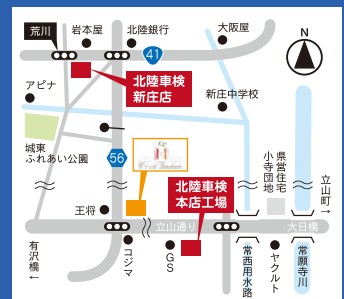 荒川
岩本屋
北陸銀行
大阪屋
N
41
アピナ
北陸車検
新庄店
新庄中学校
城東
ふれあい公園
56
北陸車検
本店工場
県営住宅
小寺団地
立山町→
王将
立山通り
大日橋
有沢橋
←
コジマ
GS
常西用水路
ヤクルト
常願寺川